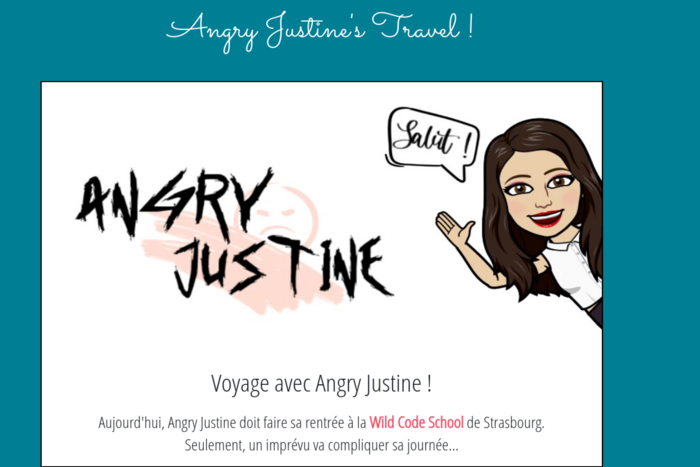 Angry Justine's Travel !
Salut !
ANGRY
JUSTINE
Voyage avec Angry Justine !
Aujourd'hui, Angry Justine doit faire sa rentrée à la Wild Code School de Strasbourg.
Seulement, un imprévu va compliquer sa journée...